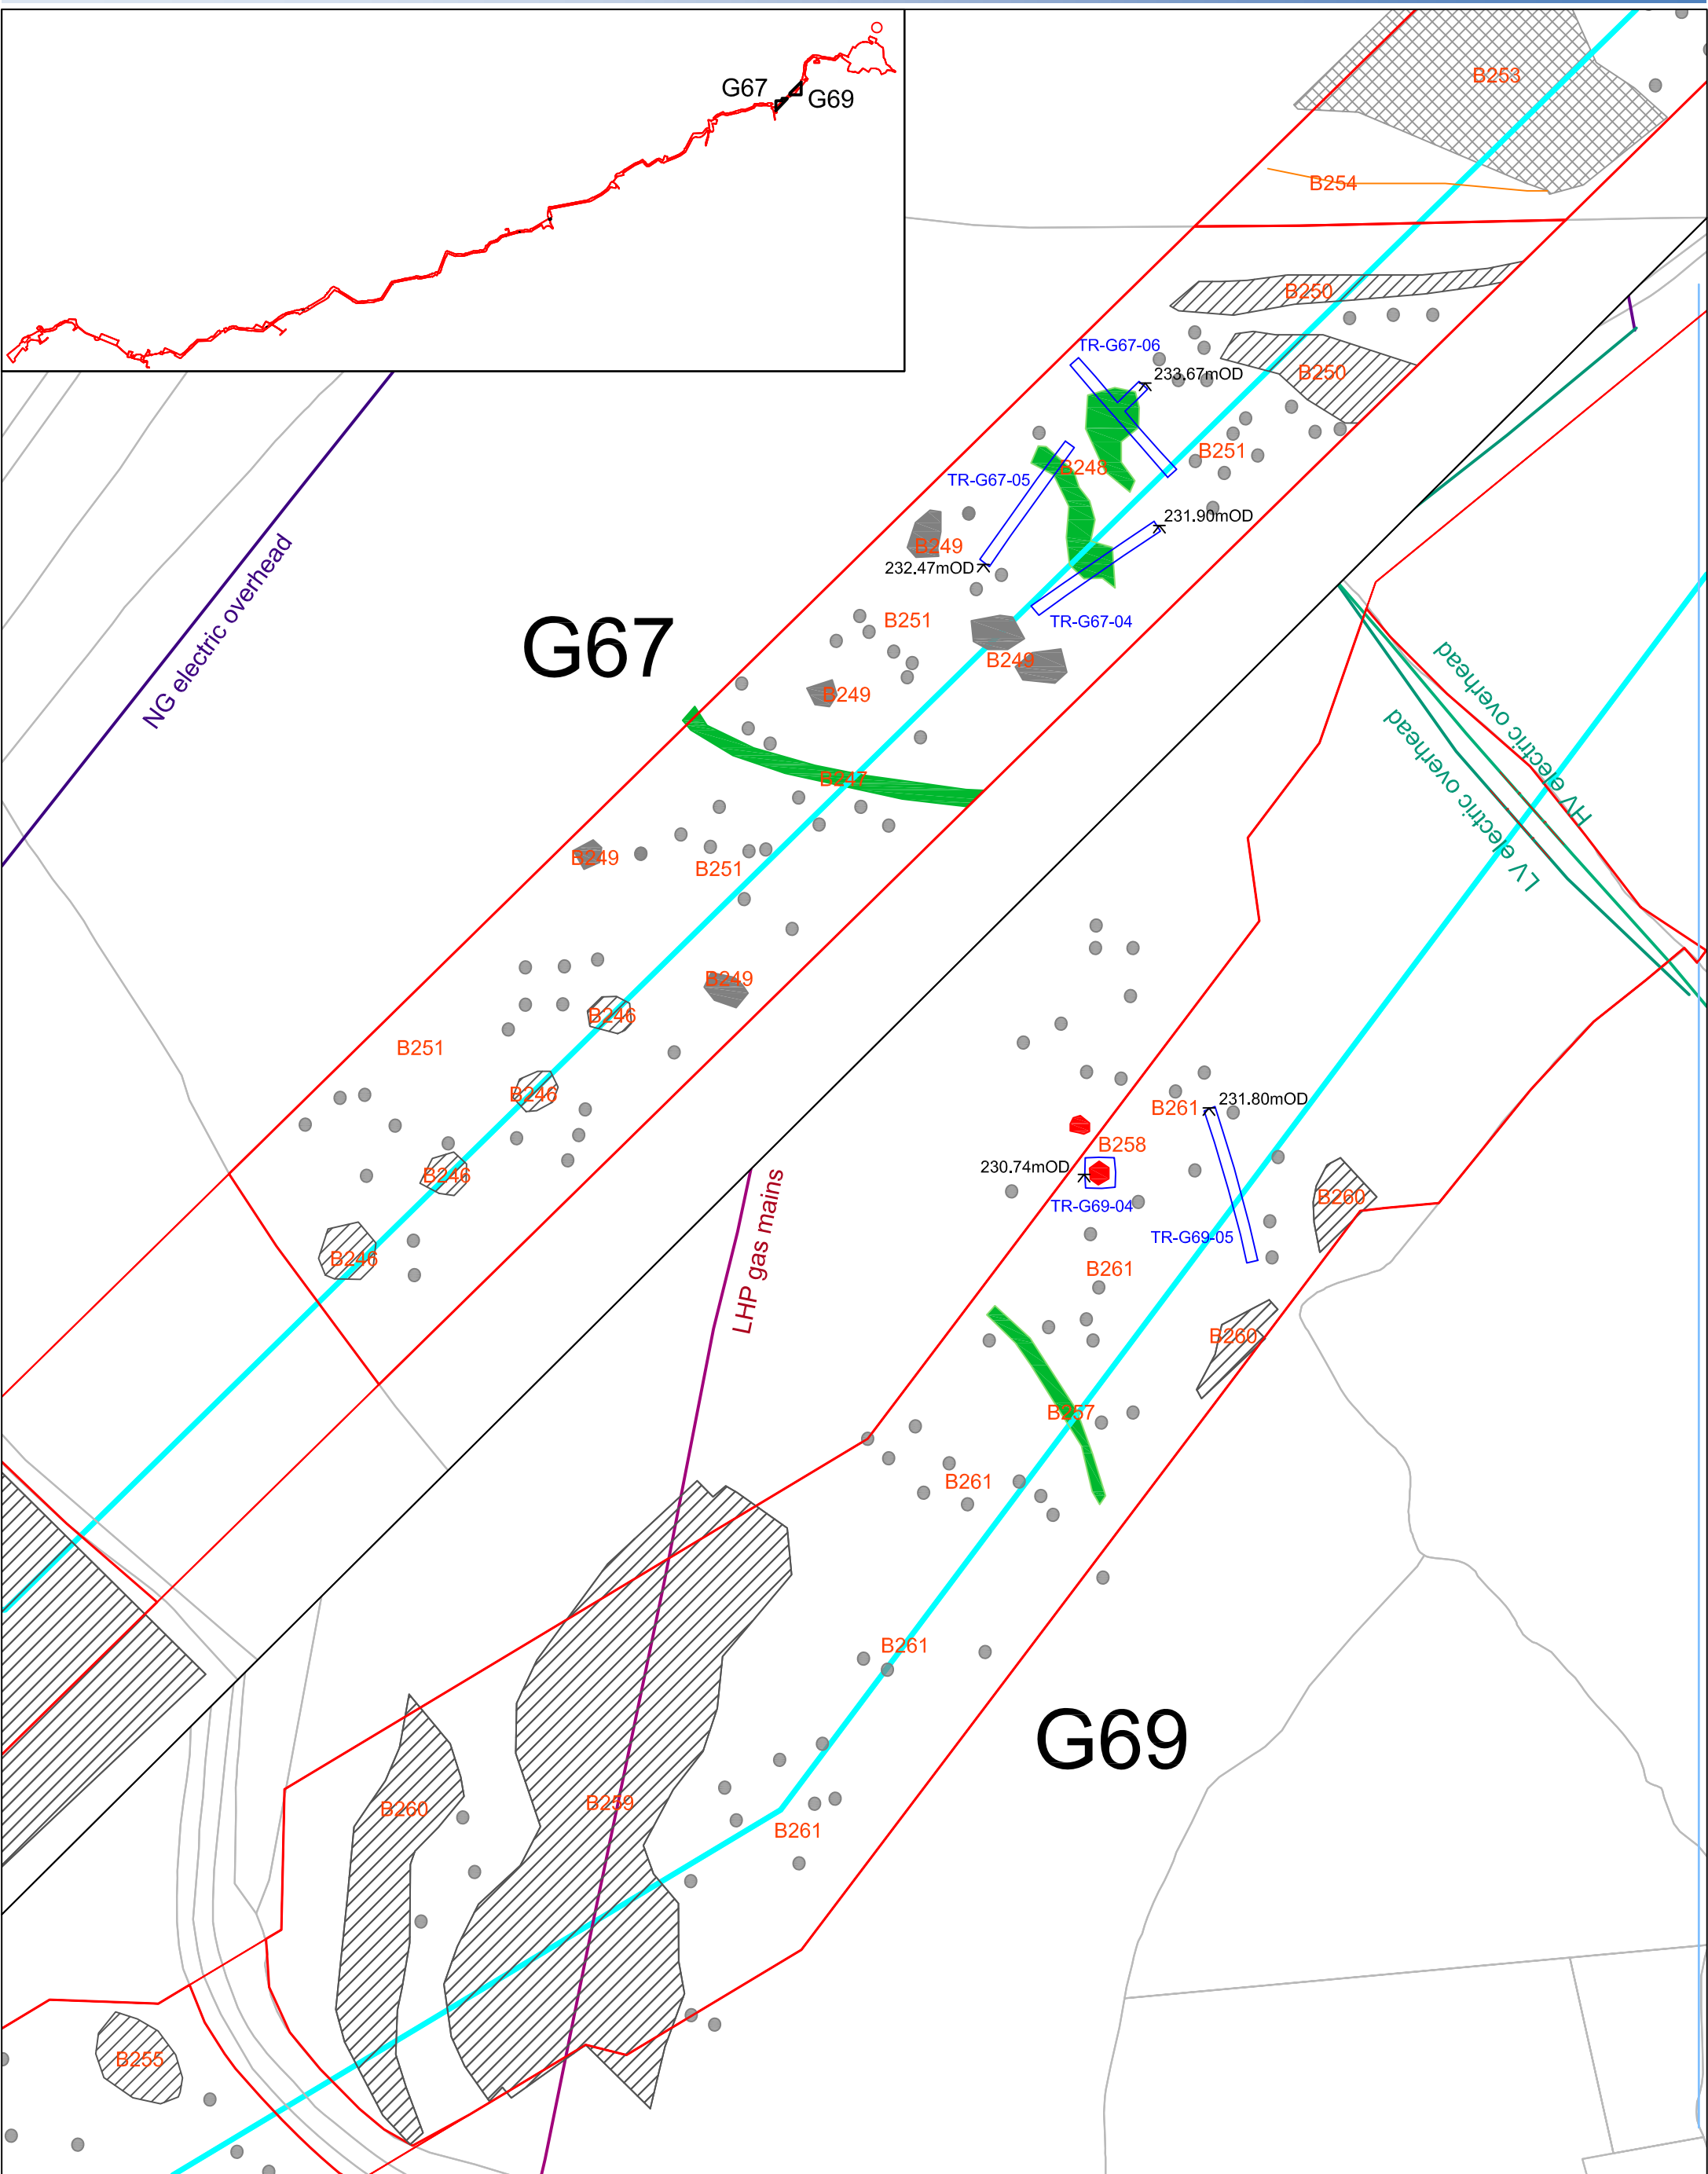 G67
G69
B253
B254
B250
TR-G67-06
233.67mOD
B250
B251
B248
TR-G67-05
231.90mOD
B249
232.47mOD
TR-G67-04
B251
B249
B249
G67
NG electric overhead
HV electric overhead
LV electric overhead
B247
B249
B251
B249
B246
B251
B246
B246
B246
B261
231.80mOD
B258
230.74mOD
TR-G69-04
TR-G69-05
B260
B261
LHP gas mains
B260
B257
B261
B261
G69
B260
B259
B261
B255